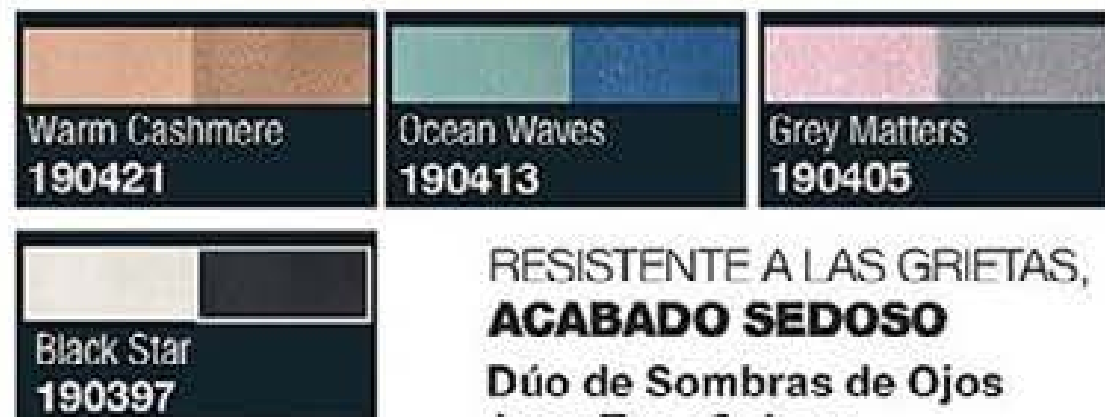 Warm Cashmere
190421
Ocean Waves
190413
Grey Matters
190405
Black Star
190397
RESISTENTE A LAS GRIETAS,
ACABADO SEDOSO
Dúo de Sombras de Ojos